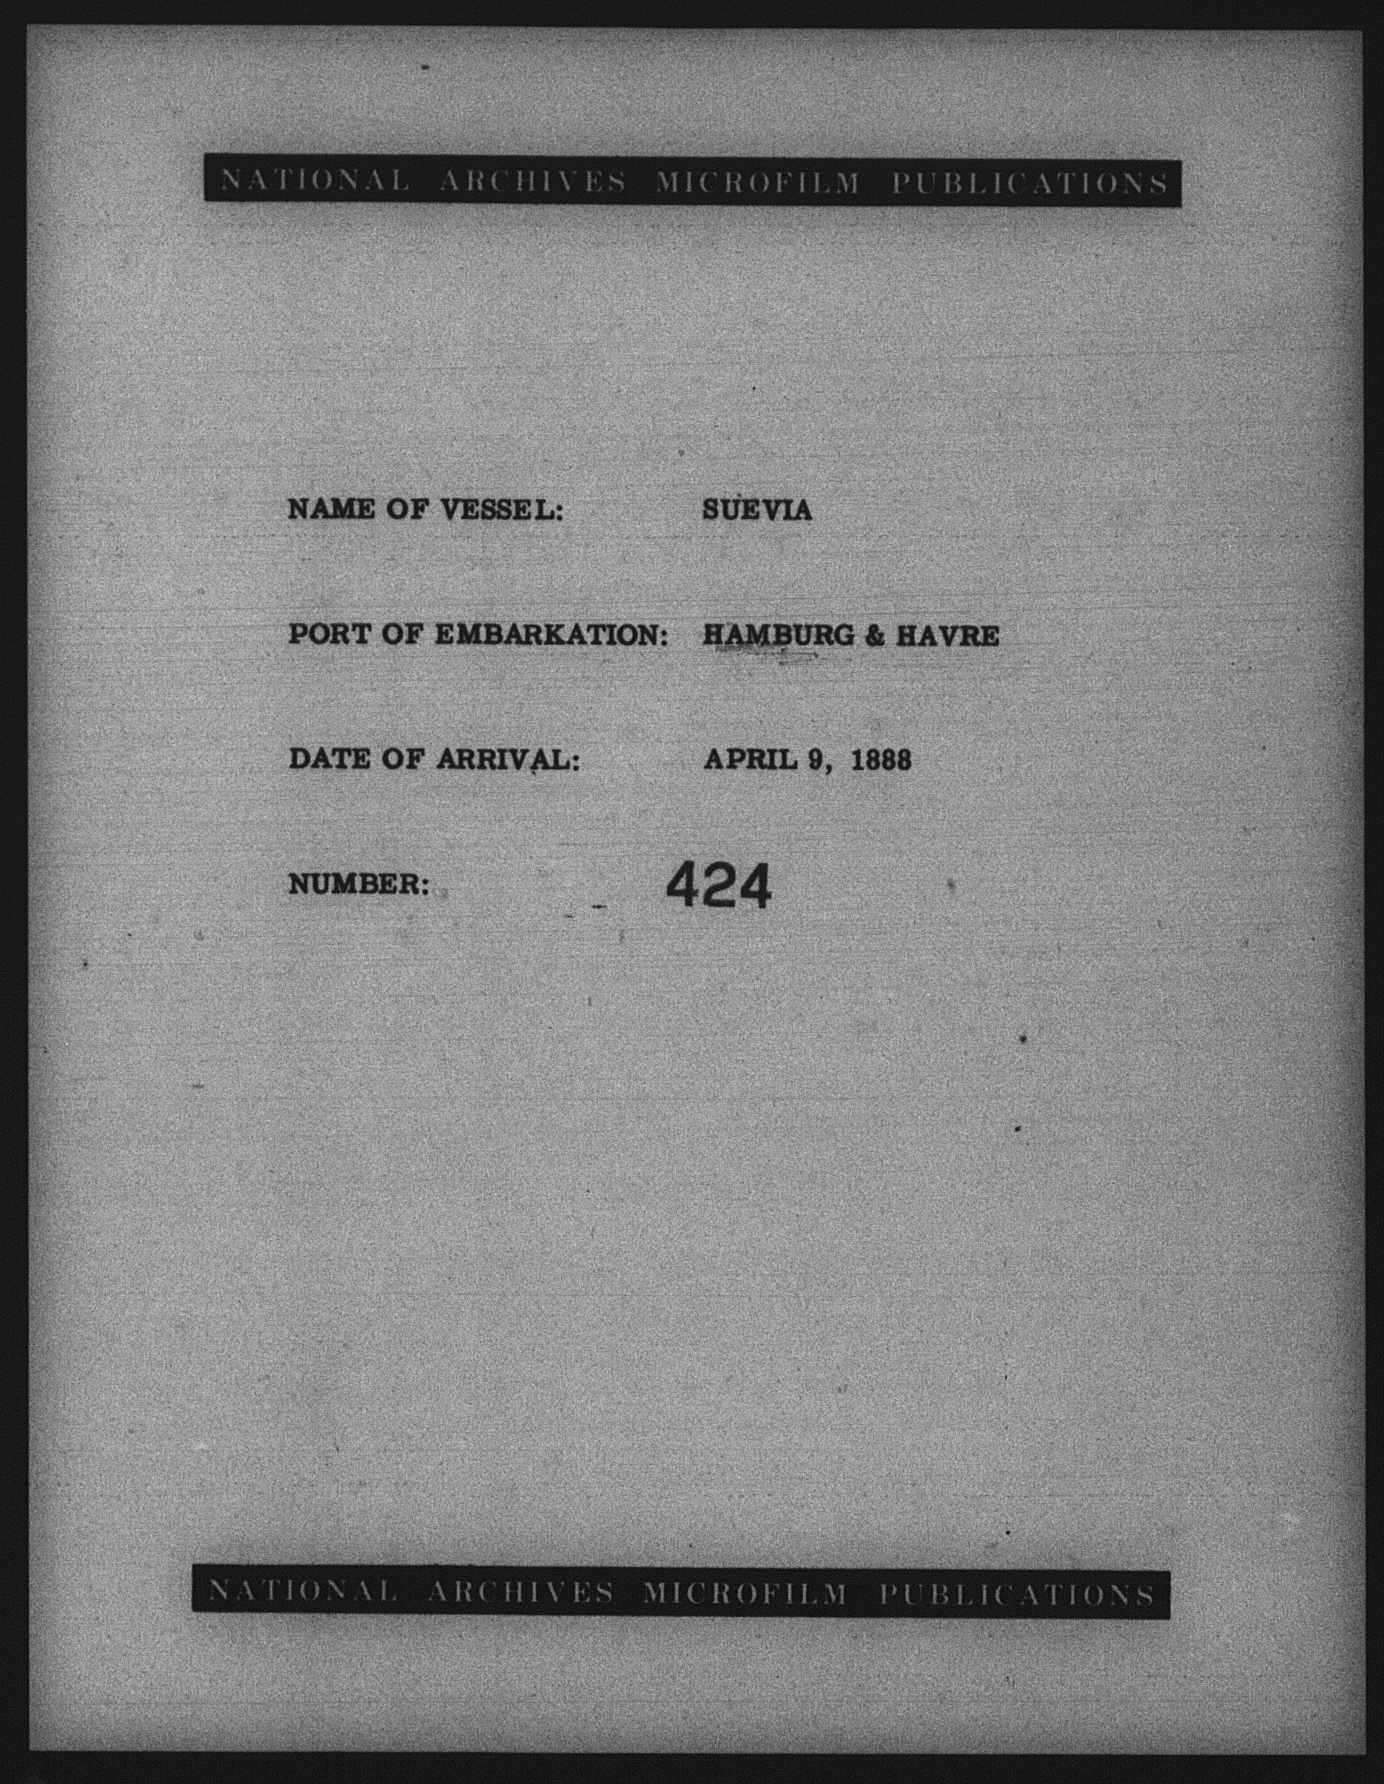 NATIONAL ARCHIVES MICROFILM PUBLICATIONS
NAME OF VESSEL: SUEVIA
PORT OF EMBARKATION: HAMBURG & HAVRE
DATE OF ARRIVAL: APRIL 9, 1888
NUMBER: 424
NATIONAL ARCHIVES MICROFILM PUBLICATIONS